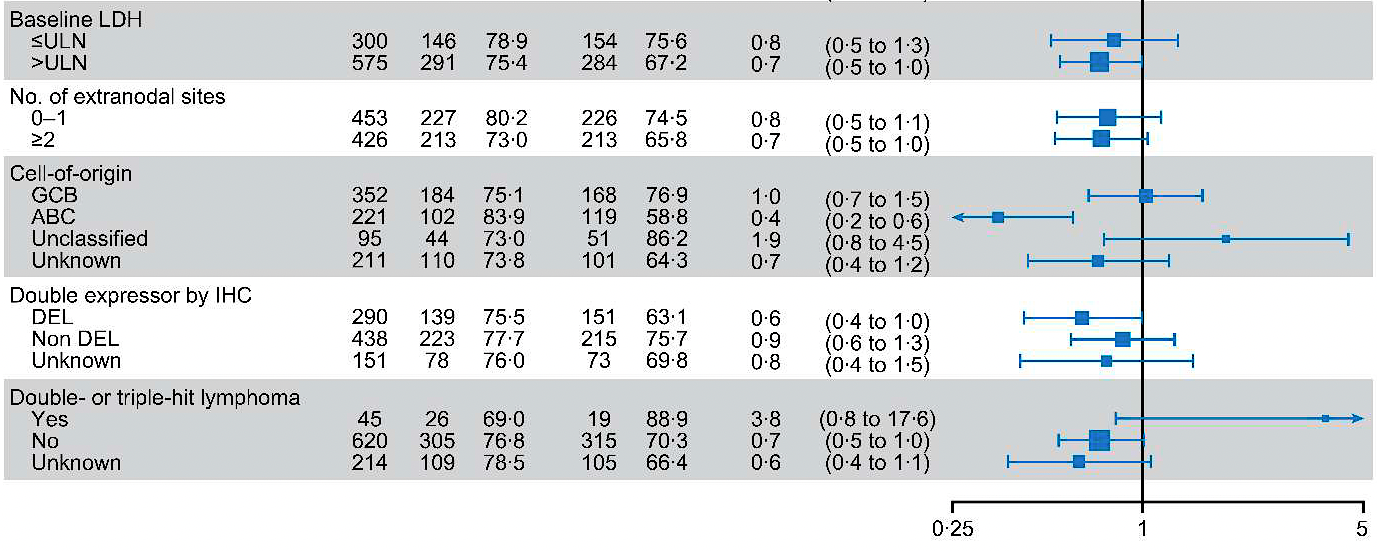 Baseline LDH
≤ULN 300 146 78·9 154 75·6 0·8 (0·5 to 1·3)
>ULN 575 291 75·4 284 67·2 0·7 (0·5 to 1·0)
No. of extranodal sites
0–1 453 227 80·2 226 74·5 0·8 (0·5 to 1·1)
≥2 426 213 73·0 213 65·8 0·7 (0·5 to 1·0)
Cell-of-origin
GCB 352 184 75·1 168 76·9 1·0 (0·7 to 1·5)
ABC 221 102 83·9 119 58·8 0·4 (0·2 to 0·6)
Unclassified 95 44 73·0 51 86·2 1·9 (0·8 to 4·5)
Unknown 211 110 73·8 101 64·3 0·7 (0·4 to 1·2)
Double expressor by IHC
DEL 290 139 75·5 151 63·1 0·6 (0·4 to 1·0)
Non DEL 438 223 77·7 215 75·7 0·9 (0·6 to 1·3)
Unknown 151 78 76·0 73 69·8 0·8 (0·4 to 1·5)
Double- or triple-hit lymphoma
Yes 45 26 69·0 19 88·9 3·8 (0·8 to 17·6)
No 620 305 76·8 315 70·3 0·7 (0·5 to 1·0)
Unknown 214 109 78·5 105 66·4 0·6 (0·4 to 1·1)
0·25 1 5